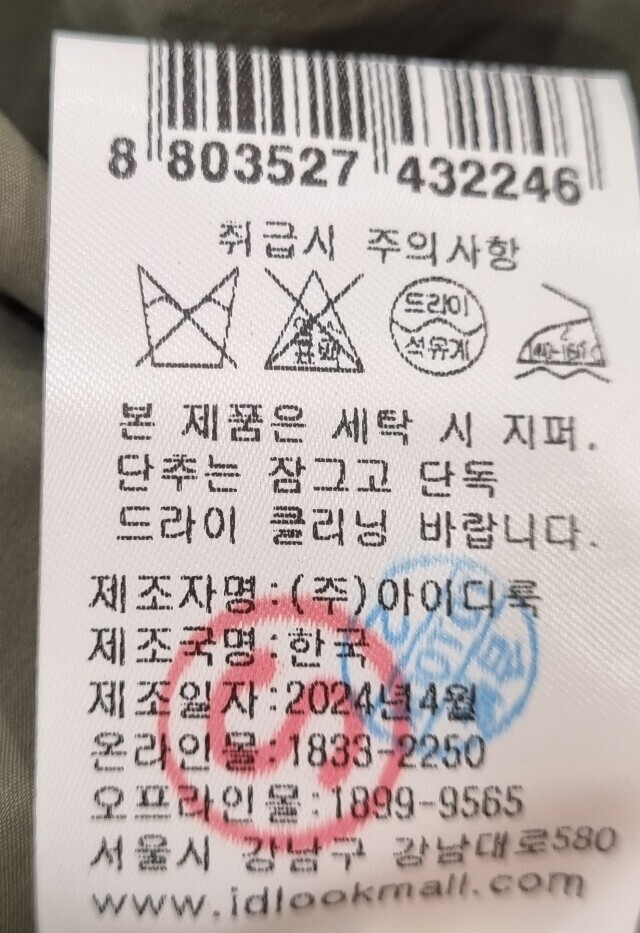 8 803527 432246
취급시 주의사항
드라이
석유계
140~160℃
본 제품은 세탁 시 지퍼.
단추는 잠그고 단독
드라이 클리닝 바랍니다.
제조자명:(주)아이디룩
제조국명:한국
제조일자:2024년4월
온라인몰:1833-2250
오프라인몰:1899-9565
서울시 강남구 강남대로580
www.idlookmall.com